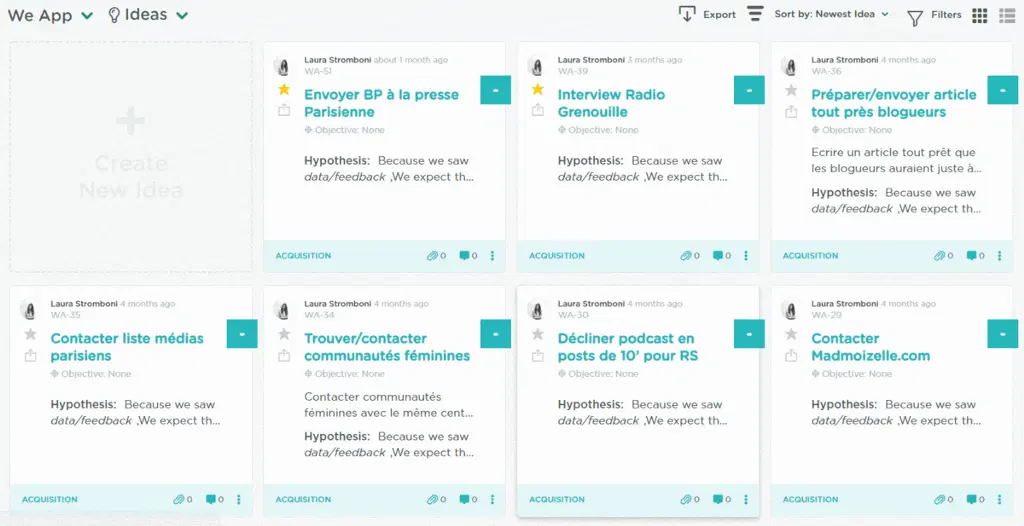 We App Ideas Export Sort by: Newest Idea Filters
Create
New Idea
Laura Stromboni about 1 month ago
WA-51
Envoyer BP à la presse
Parisienne
Objective: None
Hypothesis: Because we saw
data/feedback ,We expect th...
ACQUISITION 0 0
Laura Stromboni 3 months ago
WA-39
Interview Radio
Grenouille
Objective: None
Hypothesis: Because we saw
data/feedback ,We expect th...
ACQUISITION 0 0
Laura Stromboni 4 months ago
WA-36
Préparer/envoyer article
tout près blogueurs
Objective: None
Ecrire un article tout prêt que
les blogueurs auraient juste à...
Hypothesis: Because we saw
data/feedback ,We expect th...
ACQUISITION 0 0
Laura Stromboni 4 months ago
WA-35
Contacter liste médias
parisiens
Objective: None
Hypothesis: Because we saw
data/feedback ,We expect th...
ACQUISITION 0 0
Laura Stromboni 4 months ago
WA-34
Trouver/contacter
communautés féminines
Objective: None
Contacter communautés
féminines avec le même cent...
Hypothesis: Because we saw
data/feedback ,We expect th...
ACQUISITION 0 0
Laura Stromboni 4 months ago
WA-30
Décliner podcast en
posts de 10' pour RS
Objective: None
Hypothesis: Because we saw
data/feedback ,We expect th...
ACQUISITION 0 0
Laura Stromboni 4 months ago
WA-29
Contacter
Madmoizelle.com
Objective: None
Hypothesis: Because we saw
data/feedback ,We expect th...
ACQUISITION 0 0